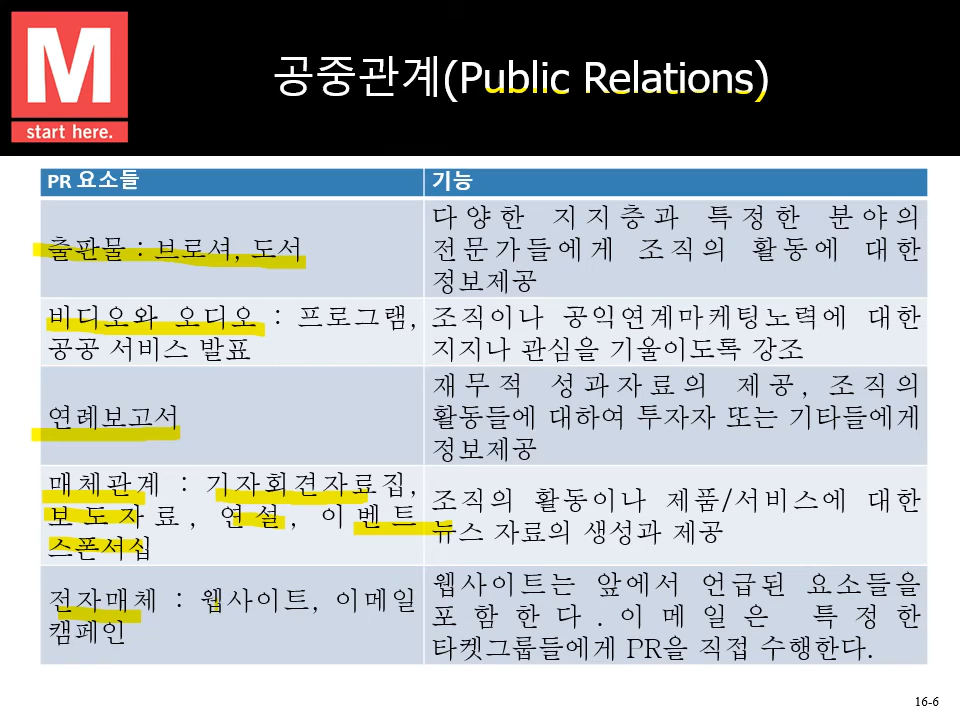 M
start here.
공중관계(Public Relations)
PR 요소들
기능
출판물 : 브로셔, 도서
다양한 지지층과 특정한 분야의
전문가들에게 조직의 활동에 대한
정보제공
비디오와 오디오 : 프로그램,
공공 서비스 발표
조직이나 공익연계마케팅노력에 대한
지지나 관심을 기울이도록 강조
연례보고서
재무적 성과자료의 제공, 조직의
활동들에 대하여 투자자 또는 기타들에게
정보제공
매체관계 : 기자회견자료집,
보도자료, 연설, 이벤트
스폰서십
조직의 활동이나 제품/서비스에 대한
뉴스 자료의 생성과 제공
전자매체 : 웹사이트, 이메일
캠페인
웹사이트는 앞에서 언급된 요소들을
포함한다.이메일은 특정한
타켓그룹들에게 PR을 직접 수행한다.
16-6